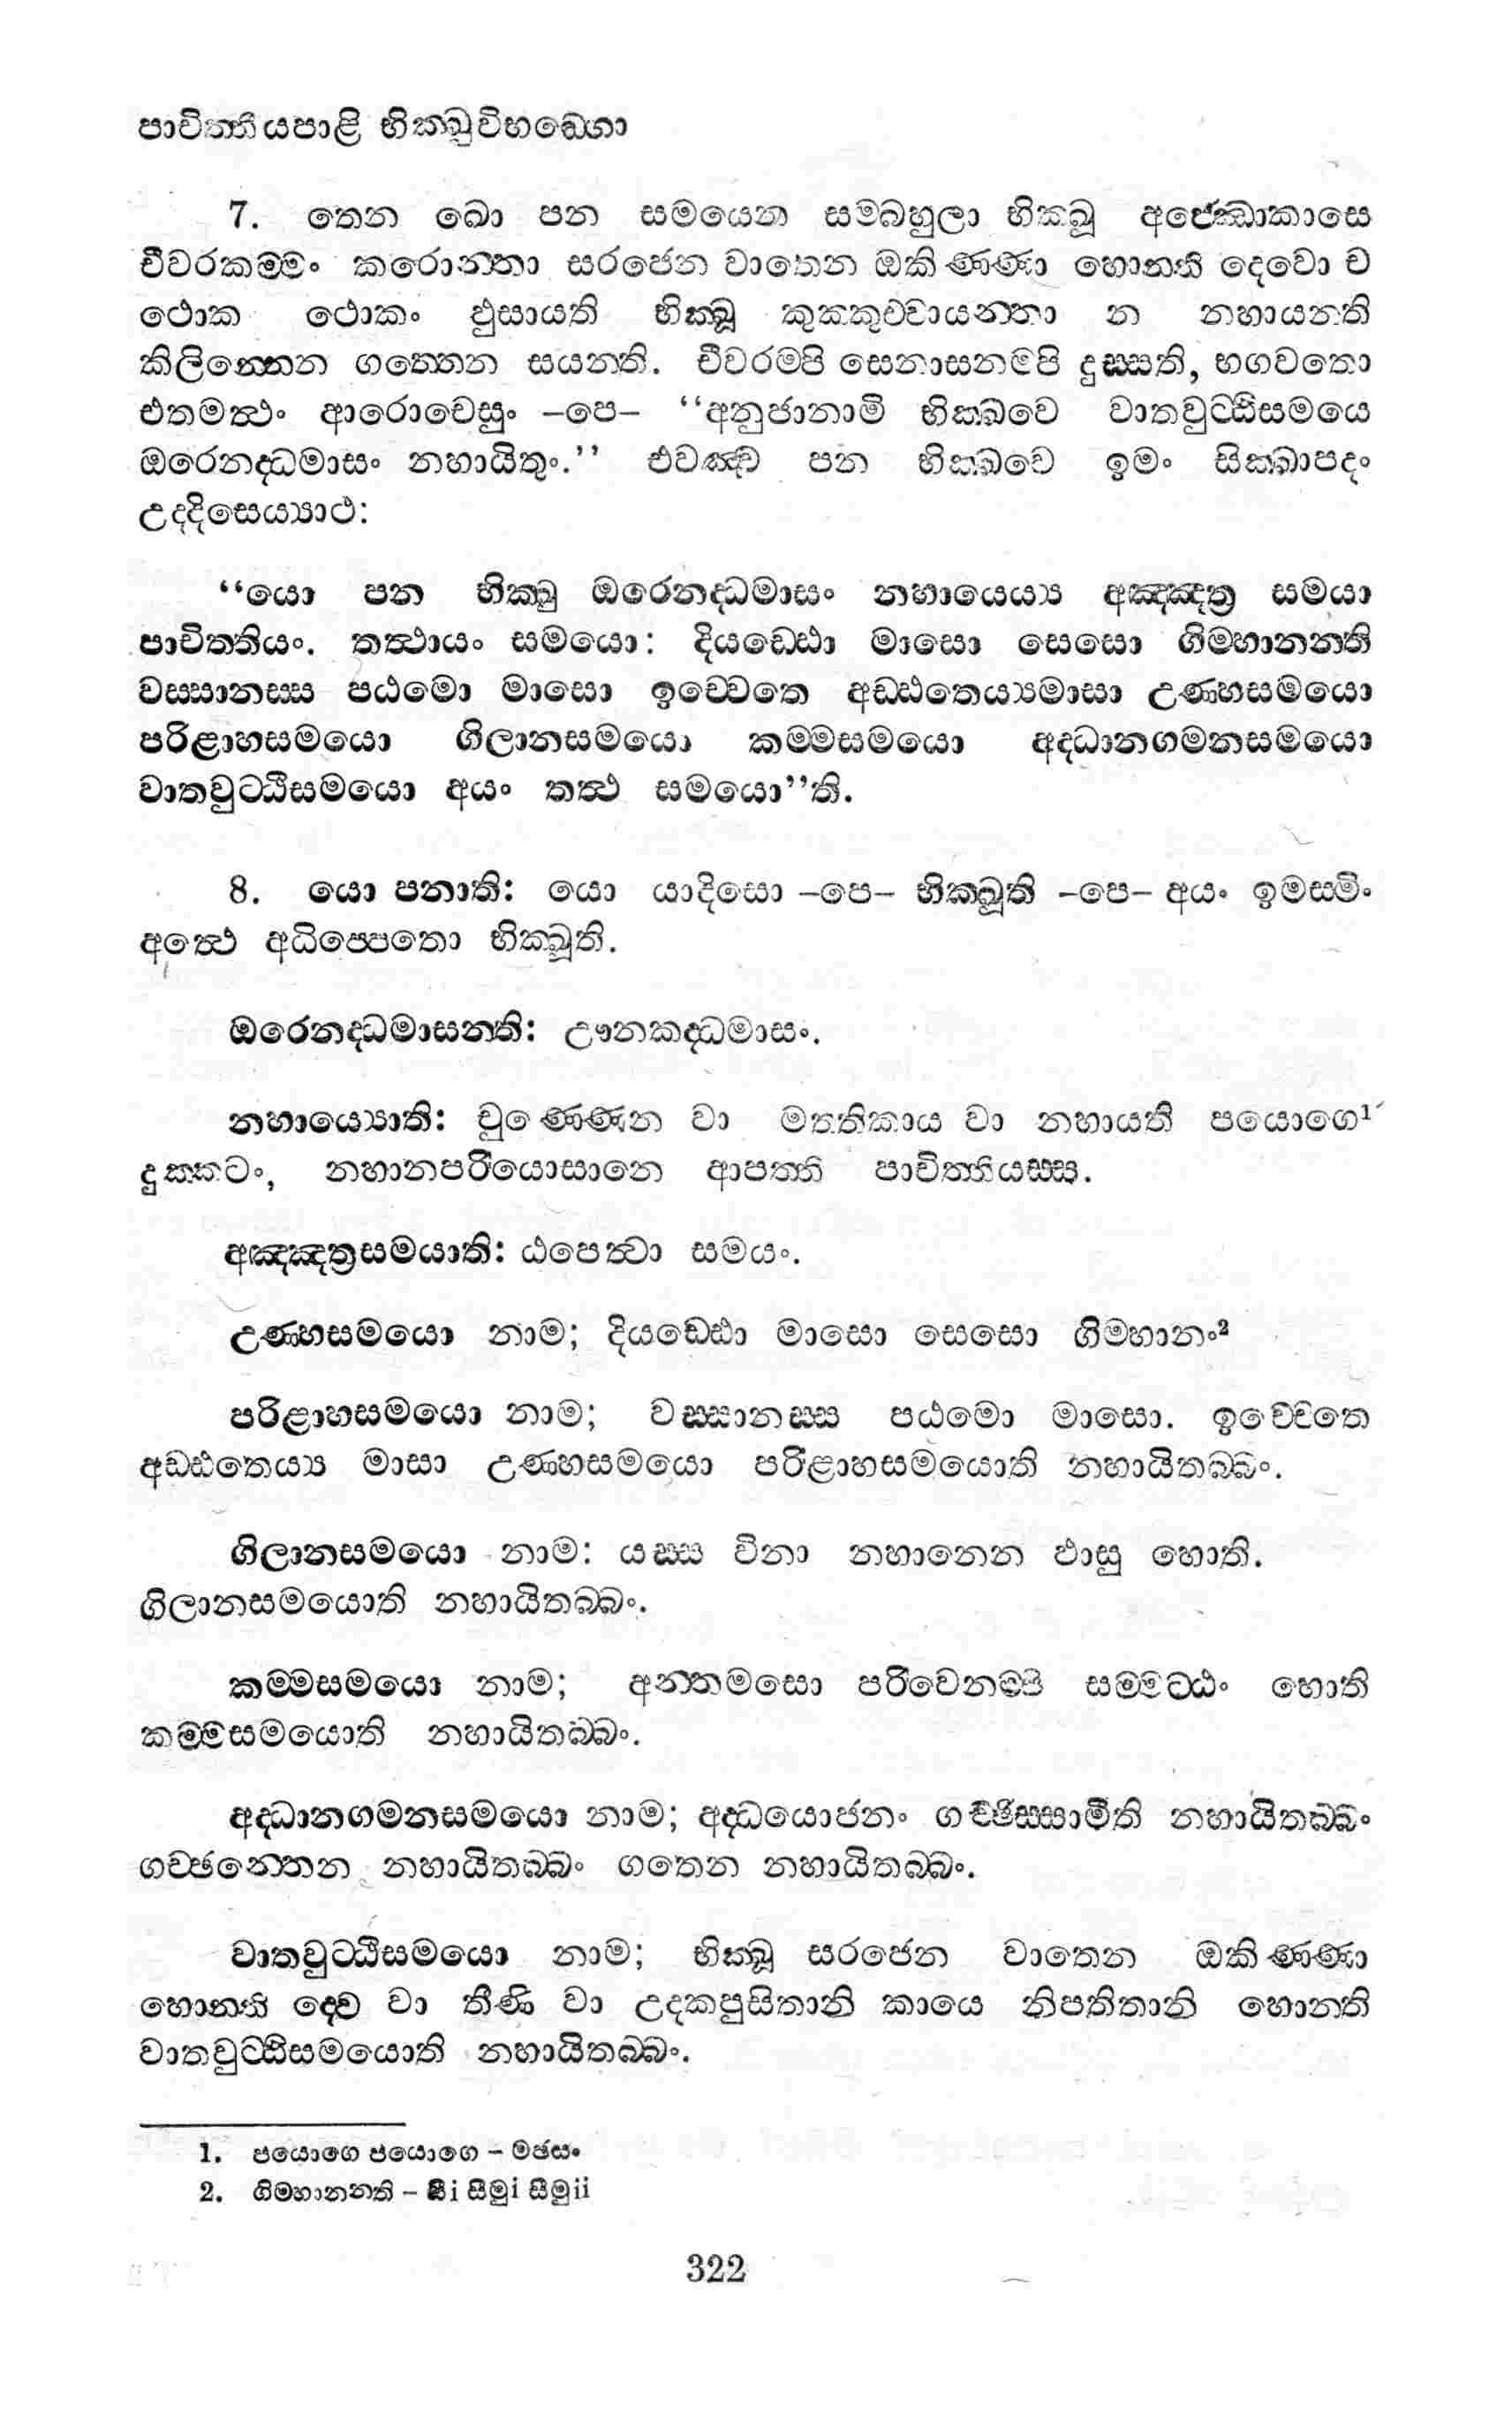 පාචිත්තියපාළි භික්ඛුවිභඞ්ගො
7. තෙන ඛො පන සමයෙන සම්බහුලා භික්ඛූ අජ්ඣොකාසෙ
චීවරකම්මං කරොන්තා සරජෙන වාතෙන ඔකිණ්ණා හොන්ති දෙවො ච
ථොක ථොකං ඵුසායති භික්ඛූ කුක්කුච්චායන්තා න නහායන්ති
කිලින්නෙන ගත්තෙන සයන්ති. චීවරම්පි සෙනාසනම්පි දුස්සති, භගවතො
එතමත්ථං ආරොචෙසුං –පෙ– “අනුජානාමි භික්ඛවෙ වාතවුට්ඨිසමයෙ
ඔරෙනද්ධමාසං නහායිතුං.” එවඤ්ච පන භික්ඛවෙ ඉමං සික්ඛාපදං
උද්දිසෙය්‍යාථ:
“යො පන භික්ඛු ඔරෙනද්ධමාසං නහායෙය්‍ය අඤ්ඤත්‍ර සමයා
පාචිත්තියං. තත්ථායං සමයො: දියඩ්ඪො මාසො සෙසො ගිම්හානන්ති
වස්සානස්ස පඨමො මාසො ඉච්චෙතෙ අඩ්ඪතෙය්‍යමාසා උණ්හසමයො
පරිළාහසමයො ගිලානසමයො කම්මසමයො අද්ධානගමනසමයො
වාතවුට්ඨිසමයො අයං තත්ථ සමයො”ති.
8. යො පනාති: යො යාදිසො –පෙ– භික්ඛූති –පෙ– අයං ඉමස්මිං
අත්ථෙ අධිප්පෙතො භික්ඛූති.
ඔරෙනද්ධමාසන්ති: ඌනකද්ධමාසං.
නහායෙය්‍යාති: චුණ්ණෙන වා මත්තිකාය වා නහායති පයොගෙ¹
දුක්කටං, නහානපරියොසානෙ ආපත්ති පාචිත්තියස්ස.
අඤ්ඤත්‍රසමයාති: ඨපෙත්වා සමයං.
උණ්හසමයො නාම; දියඩ්ඪො මාසො සෙසො ගිම්හානං²
පරිළාහසමයො නාම; වස්සානස්ස පඨමො මාසො. ඉච්චෙතෙ
අඩ්ඪතෙය්‍ය මාසා උණ්හසමයො පරිළාහසමයොති නහායිතබ්බං.
ගිලානසමයො නාම: යස්ස විනා නහානෙන ඵාසු හොති.
ගිලානසමයොති නහායිතබ්බං.
කම්මසමයො නාම; අන්තමසො පරිවෙනම්පි සම්මට්ඨං හොති
කම්මසමයොති නහායිතබ්බං.
අද්ධානගමනසමයො නාම; අද්ධයොජනං ගච්ඡිස්සාමීති නහායිතබ්බං
ගච්ඡන්තෙන නහායිතබ්බං ගතෙන නහායිතබ්බං.
වාතවුට්ඨිසමයො නාම; භික්ඛූ සරජෙන වාතෙන ඔකිණ්ණා
හොන්ති ද්වෙ වා තීණි වා උදකපුසිතානි කායෙ නිපතිතානි හොන්ති
වාතවුට්ඨිසමයොති නහායිතබ්බං.
1. පයොගෙ පයොගෙ – මඡසං
2. ගිම්හානන්ති – සීi සීමුi සීමුii
322